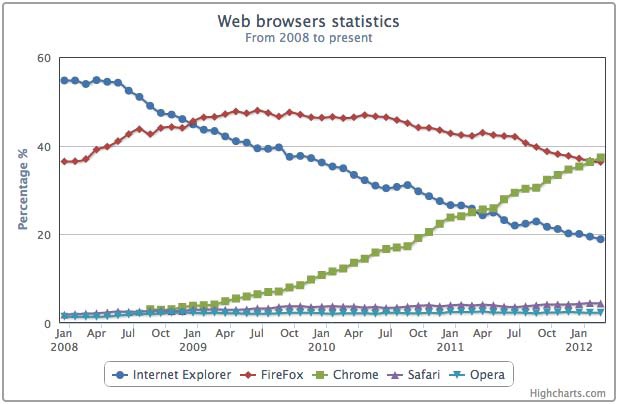 Web browsers statistics
From 2008 to present
Percentage %
60
40
20
0
Jan Apr Jul Oct Jan Apr Jul Oct Jan Apr Jul Oct Jan Apr Jul Oct Jan
2008 2009 2010 2011 2012
Internet Explorer FireFox Chrome Safari Opera
Highcharts.com